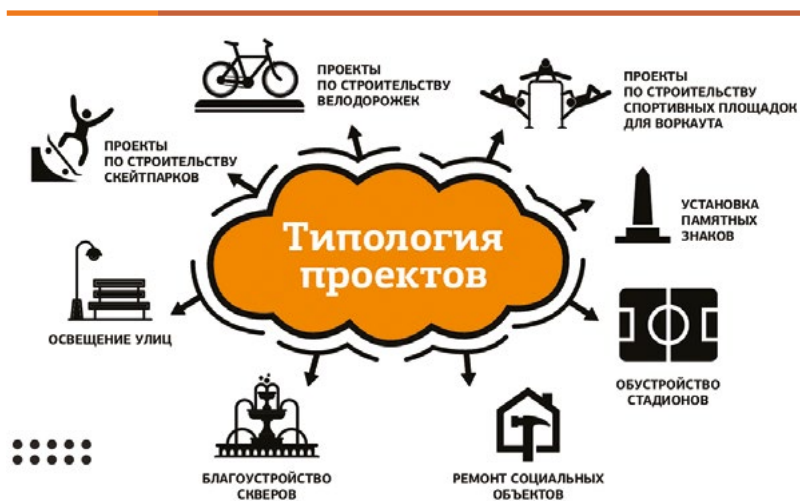 ПРОЕКТЫ
ПО СТРОИТЕЛЬСТВУ
ВЕЛОДОРОЖЕК
ПРОЕКТЫ
ПО СТРОИТЕЛЬСТВУ
СПОРТИВНЫХ ПЛОЩАДОК
ДЛЯ ВОРКАУТА
ПРОЕКТЫ
ПО СТРОИТЕЛЬСТВУ
СКЕЙТПАРКОВ
УСТАНОВКА
ПАМЯТНЫХ
ЗНАКОВ
Типология
проектов
ОСВЕЩЕНИЕ УЛИЦ
ОБУСТРОЙСТВО
СТАДИОНОВ
БЛАГОУСТРОЙСТВО
СКВЕРОВ
РЕМОНТ СОЦИАЛЬНЫХ
ОБЪЕКТОВ